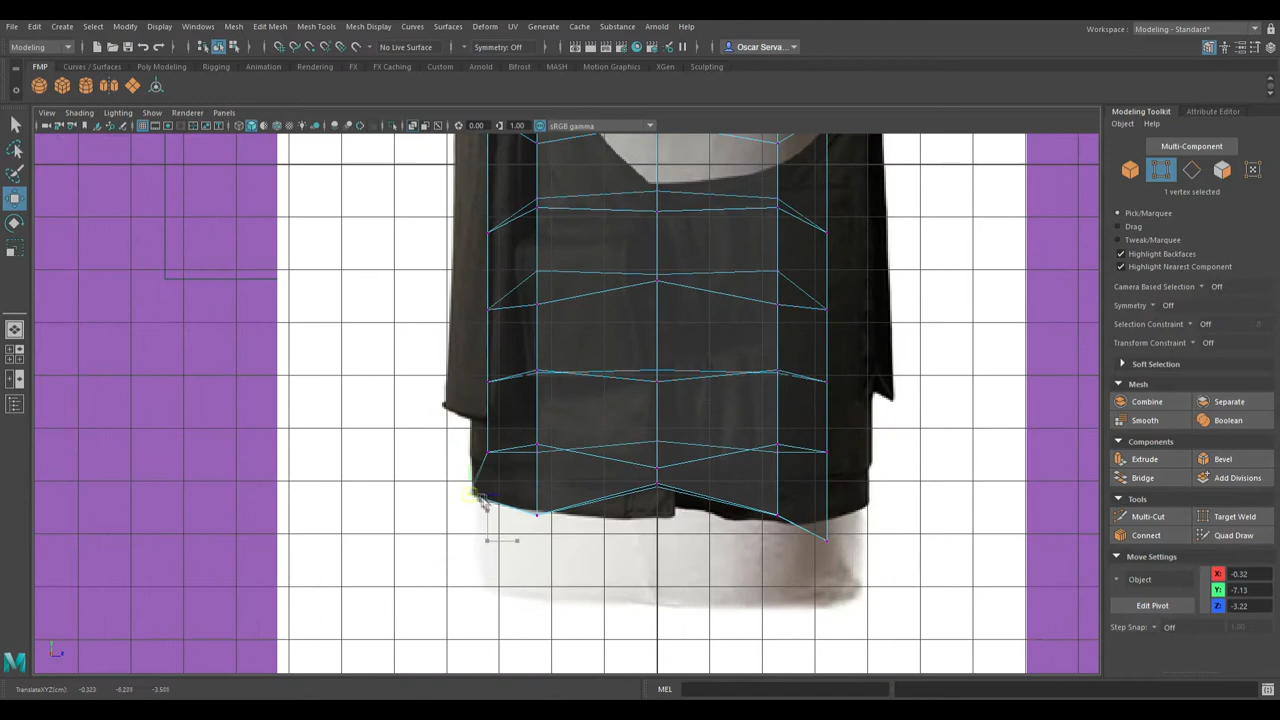 File Edit Create Select Modify Display Windows Mesh Edit Mesh Mesh Tools Mesh Display Curves Surfaces Deform UV Generate Cache Substance Arnold Help
Workspace : Modeling - Standard*
Modeling No Live Surface Symmetry: Off Oscar Serva...
FMP Curves / Surfaces Poly Modeling Rigging Animation Rendering FX FX Caching Custom Arnold Bifrost MASH Motion Graphics XGen Sculpting
View Shading Lighting Show Renderer Panels
0.00 1.00 sRGB gamma
Modeling Toolkit Attribute Editor
Object Help
Multi-Component
1 vertex selected
Pick/Marquee
Drag
Tweak/Marquee
Highlight Backfaces
Highlight Nearest Component
Camera Based Selection Off
Symmetry Off
Selection Constraint Off
Transform Constraint Off
Soft Selection
Mesh
Combine Separate
Smooth Boolean
Components
Extrude Bevel
Bridge Add Divisions
Tools
Multi-Cut Target Weld
Connect Quad Draw
Move Settings
Object
X: -0.32
Y: -7.13
Edit Pivot Z: -3.22
Step Snap: Off 1.00
TranslateXYZ(cm): MEL